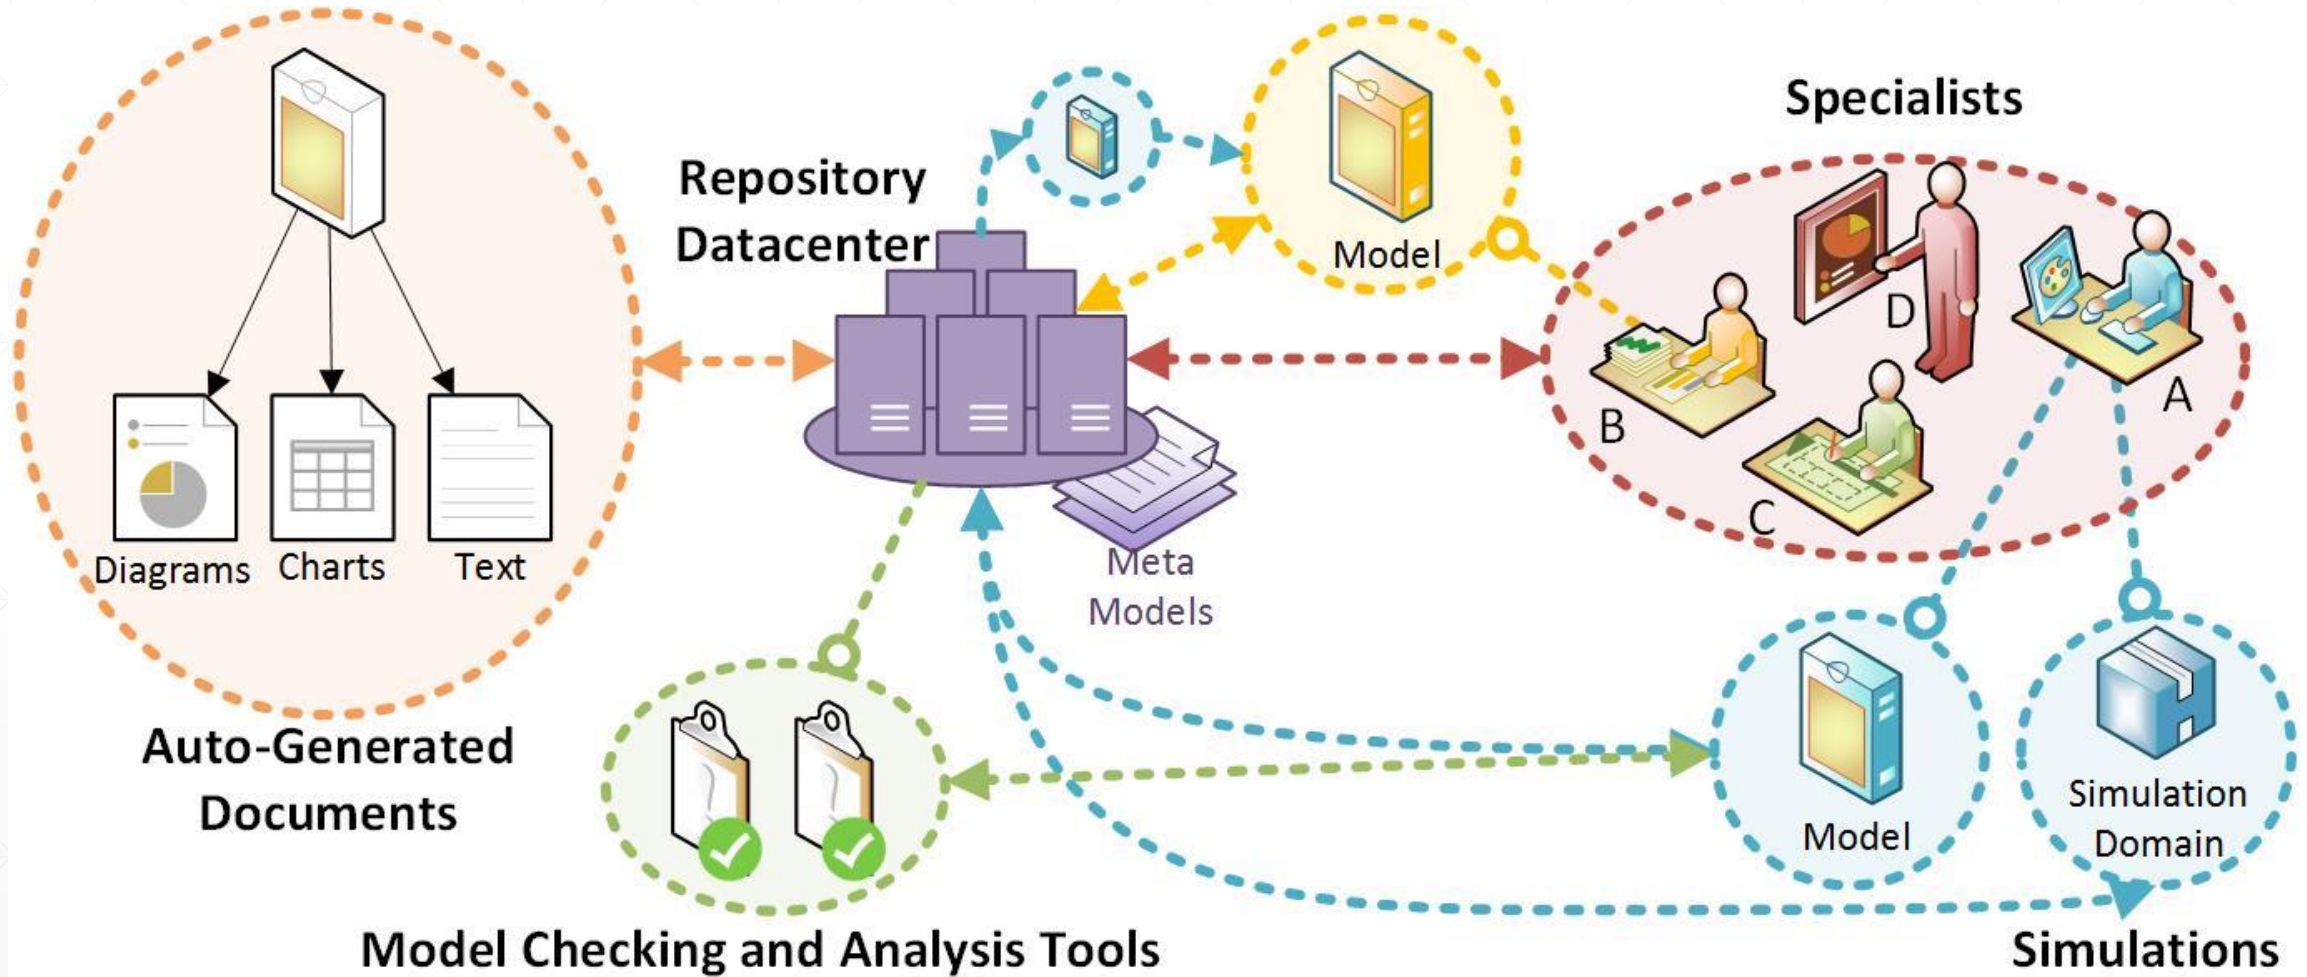 Specialists
Repository
Datacenter
Model
D
A
B
C
Diagrams
Charts
Text
Meta
Models
Auto-Generated
Documents
Simulation
Domain
Model
Model Checking and Analysis Tools
Simulations